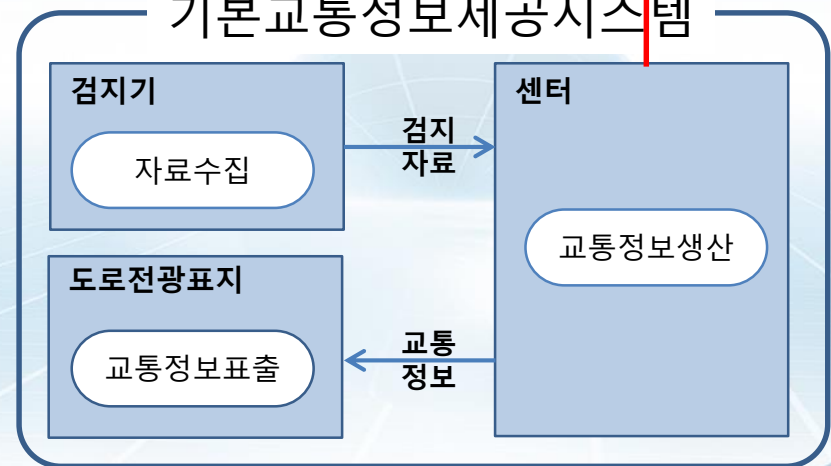 기본교통정보제공시스템
검지기
자료수집
검지
자료
센터
교통정보생산
도로전광표지
교통정보표출
교통
정보